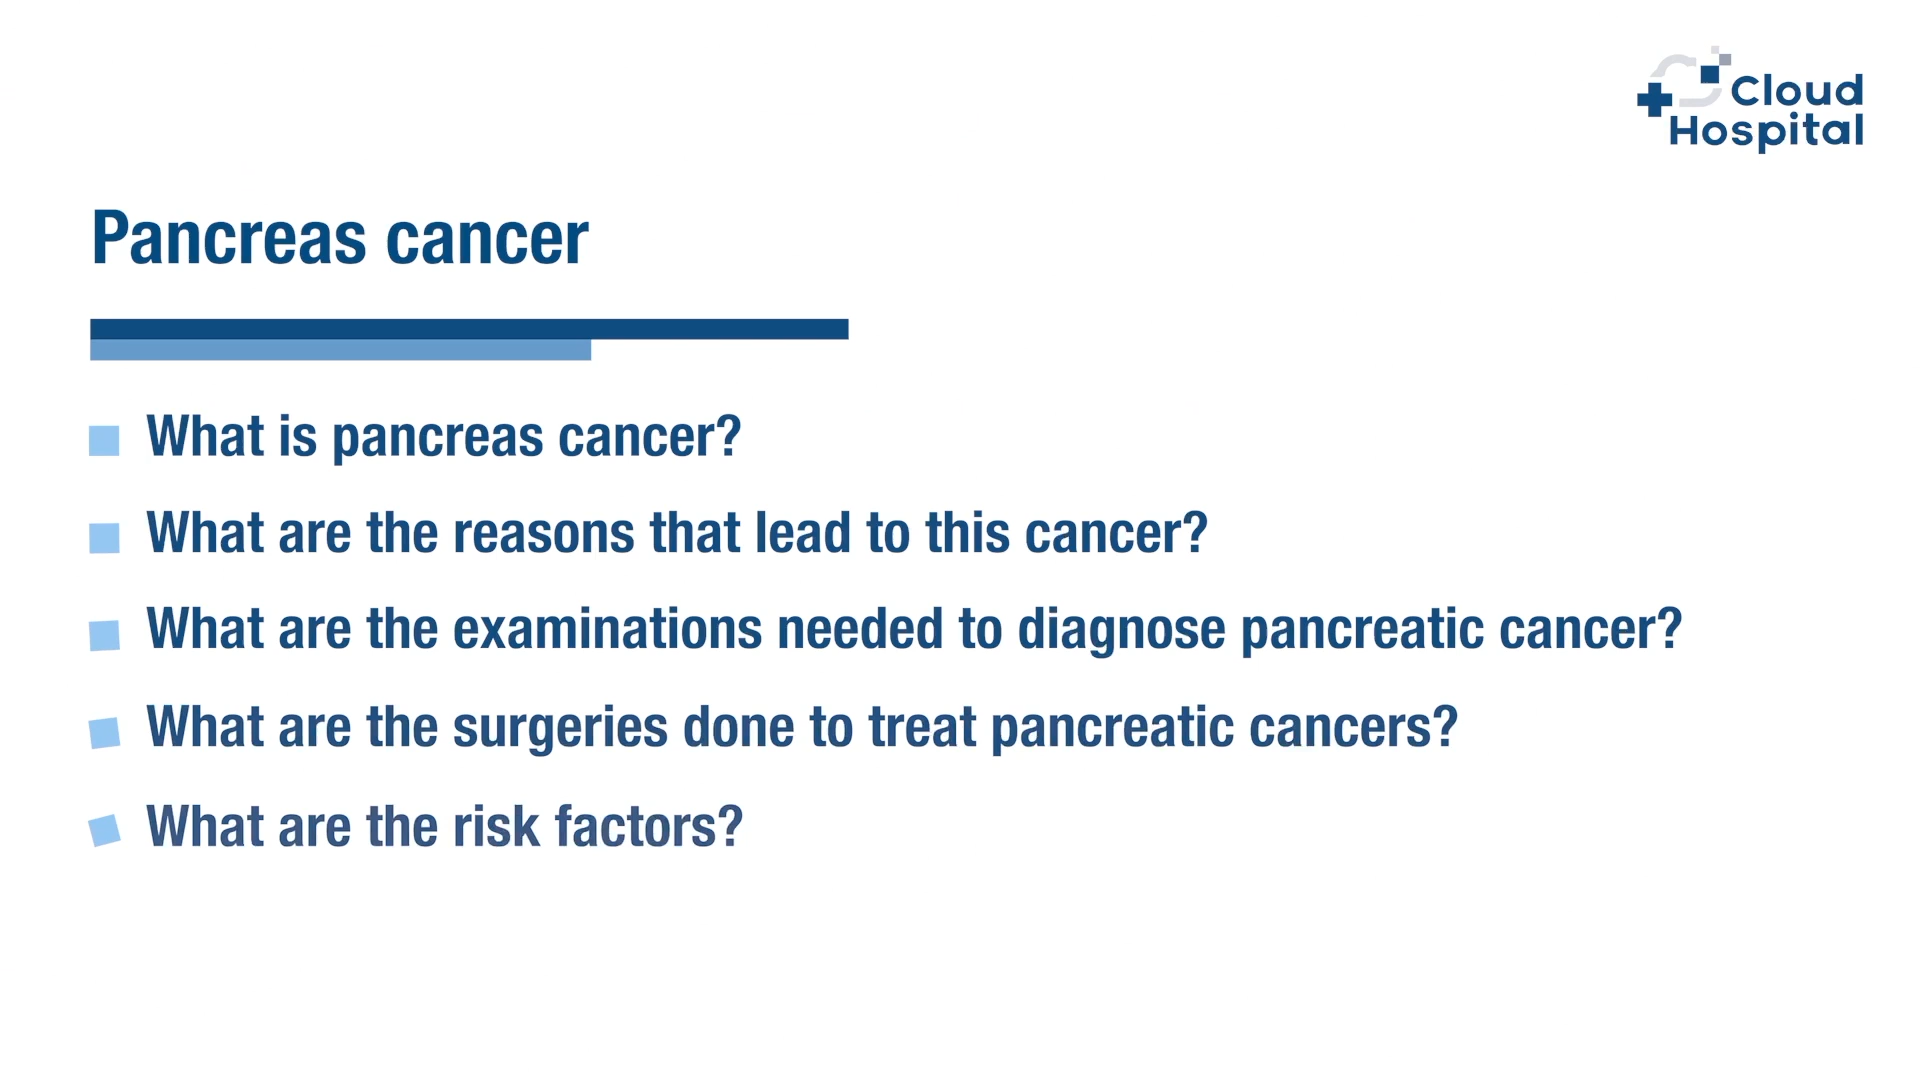 Cloud
Hospital
Pancreas cancer
What is pancreas cancer?
What are the reasons that lead to this cancer?
What are the examinations needed to diagnose pancreatic cancer?
What are the surgeries done to treat pancreatic cancers?
What are the risk factors?